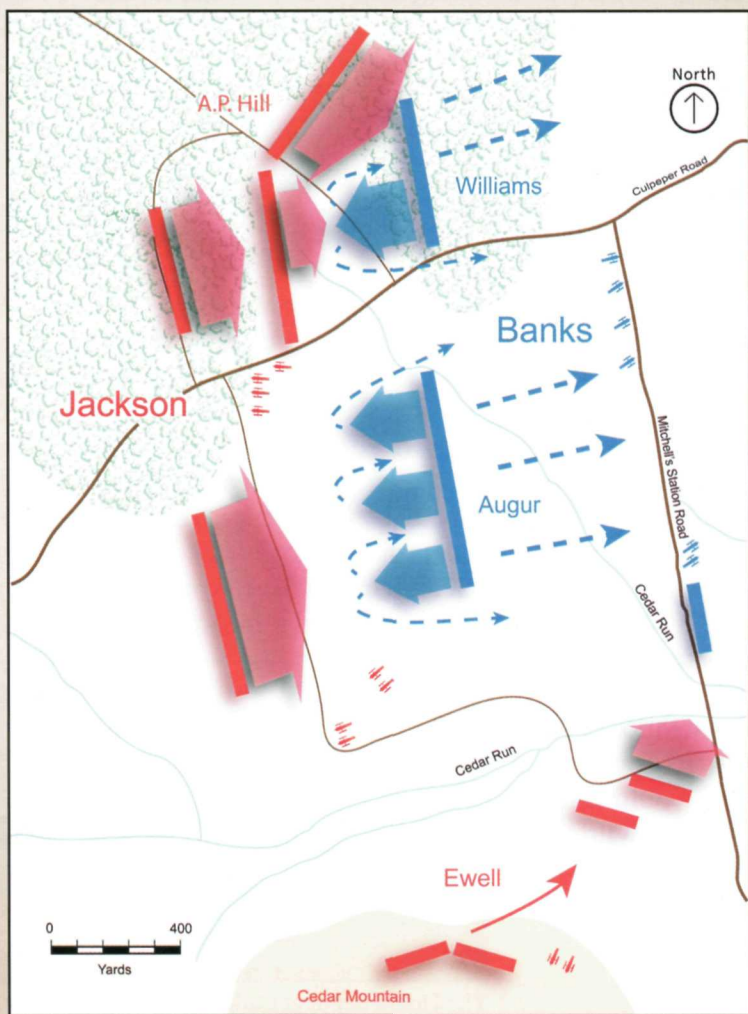 North
A.P. Hill
Williams
Culpeper Road
Banks
Jackson
Mitchell's Station Road
Augur
Cedar Run
Cedar Run
Ewell
0 400
Yards
Cedar Mountain